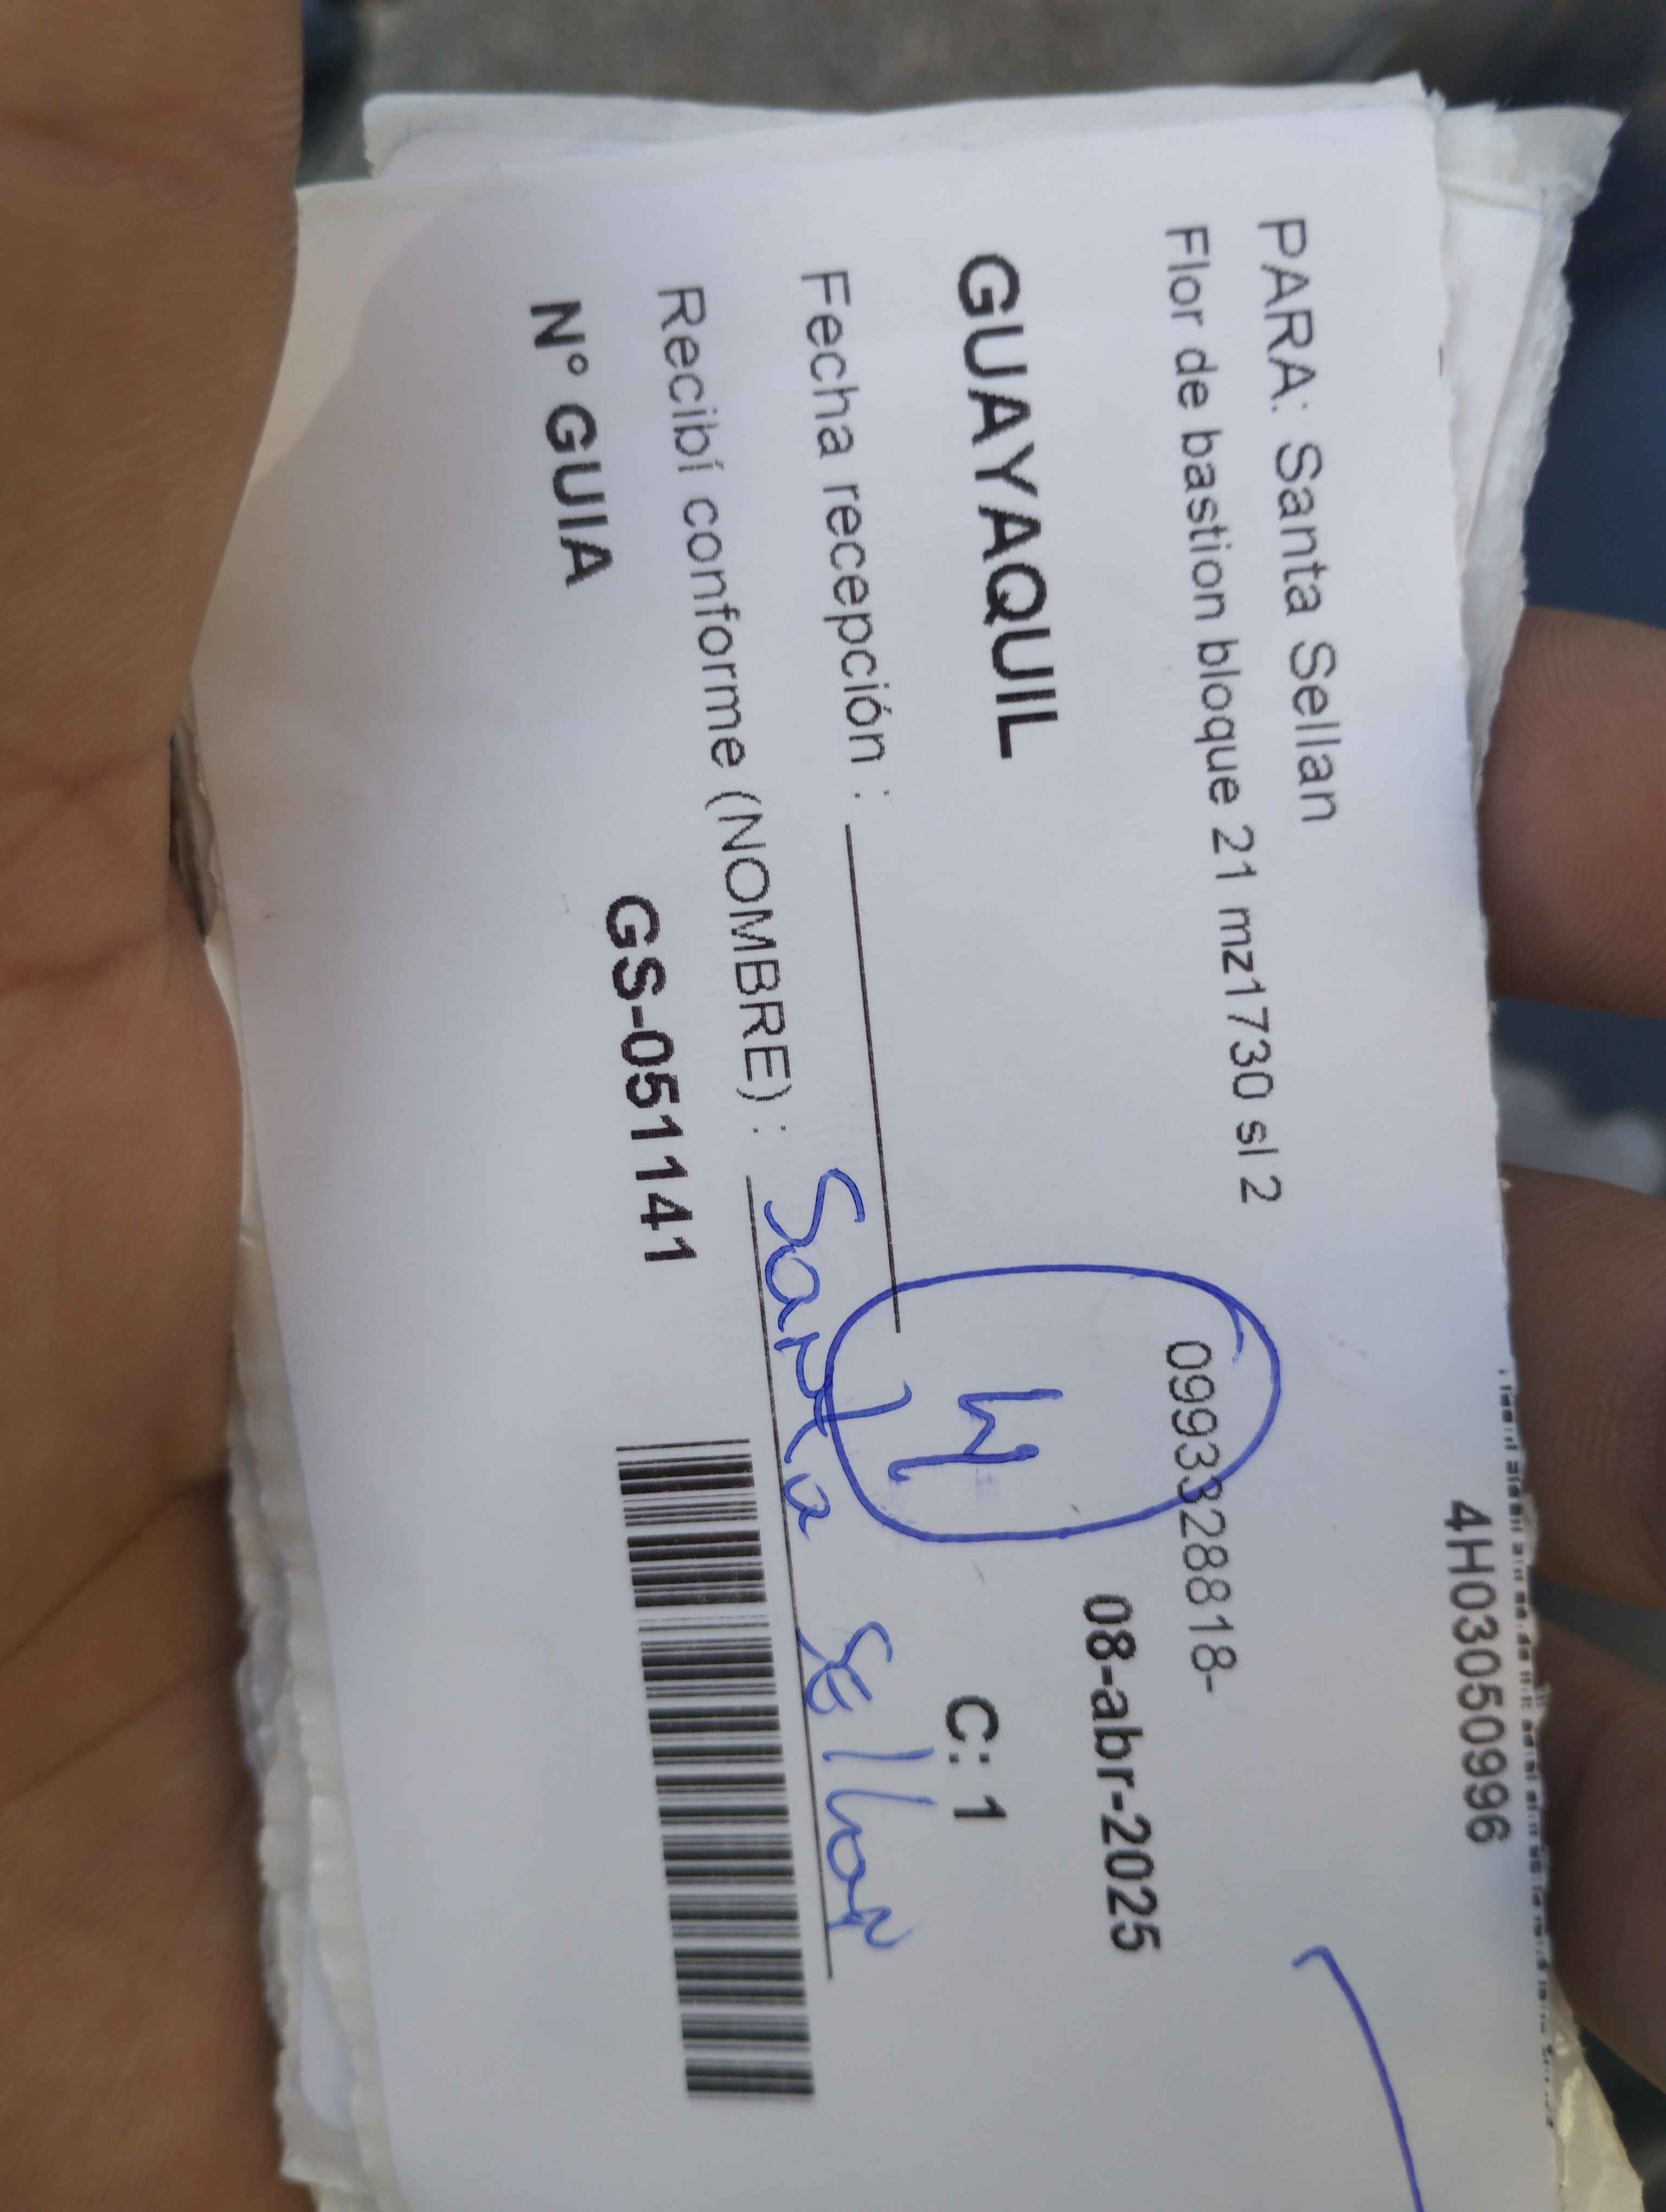 4H03050996
PARA: Santa Sellan
Flor de bastion bloque 21 mz1730 sl 2
0993328818-
08-abr-2025
GUAYAQUIL
C: 1
Fecha recepción :
Recibí conforme (NOMBRE) : Santa Sellan
N° GUIA GS-051141